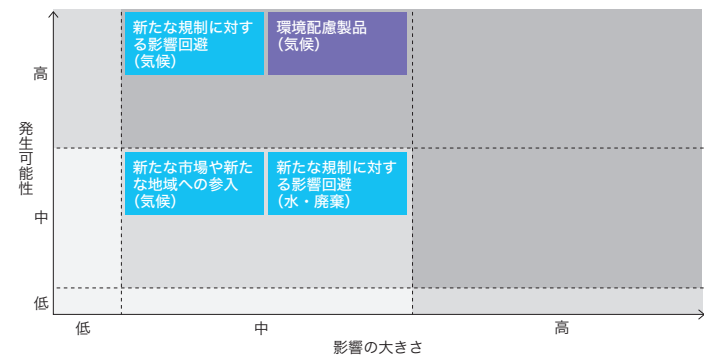 新たな規制に対す
る影響回避
（気候）
環境配慮製品
（気候）
高
発生可能性
新たな市場や新た
な地域への参入
（気候）
新たな規制に対す
る影響回避
（水・廃棄）
中
低
低
中
高
影響の大きさ